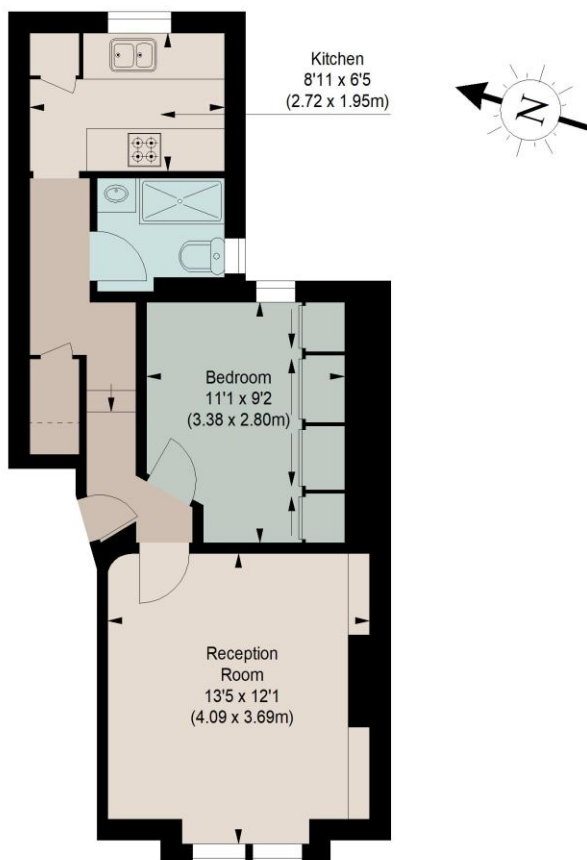 Kitchen
8'11 x 6'5
(2.72 x 1.95m)
N
Bedroom
11'1 x 9'2
(3.38 x 2.80m)
Reception
Room
13'5 x 12'1
(4.09 x 3.69m)